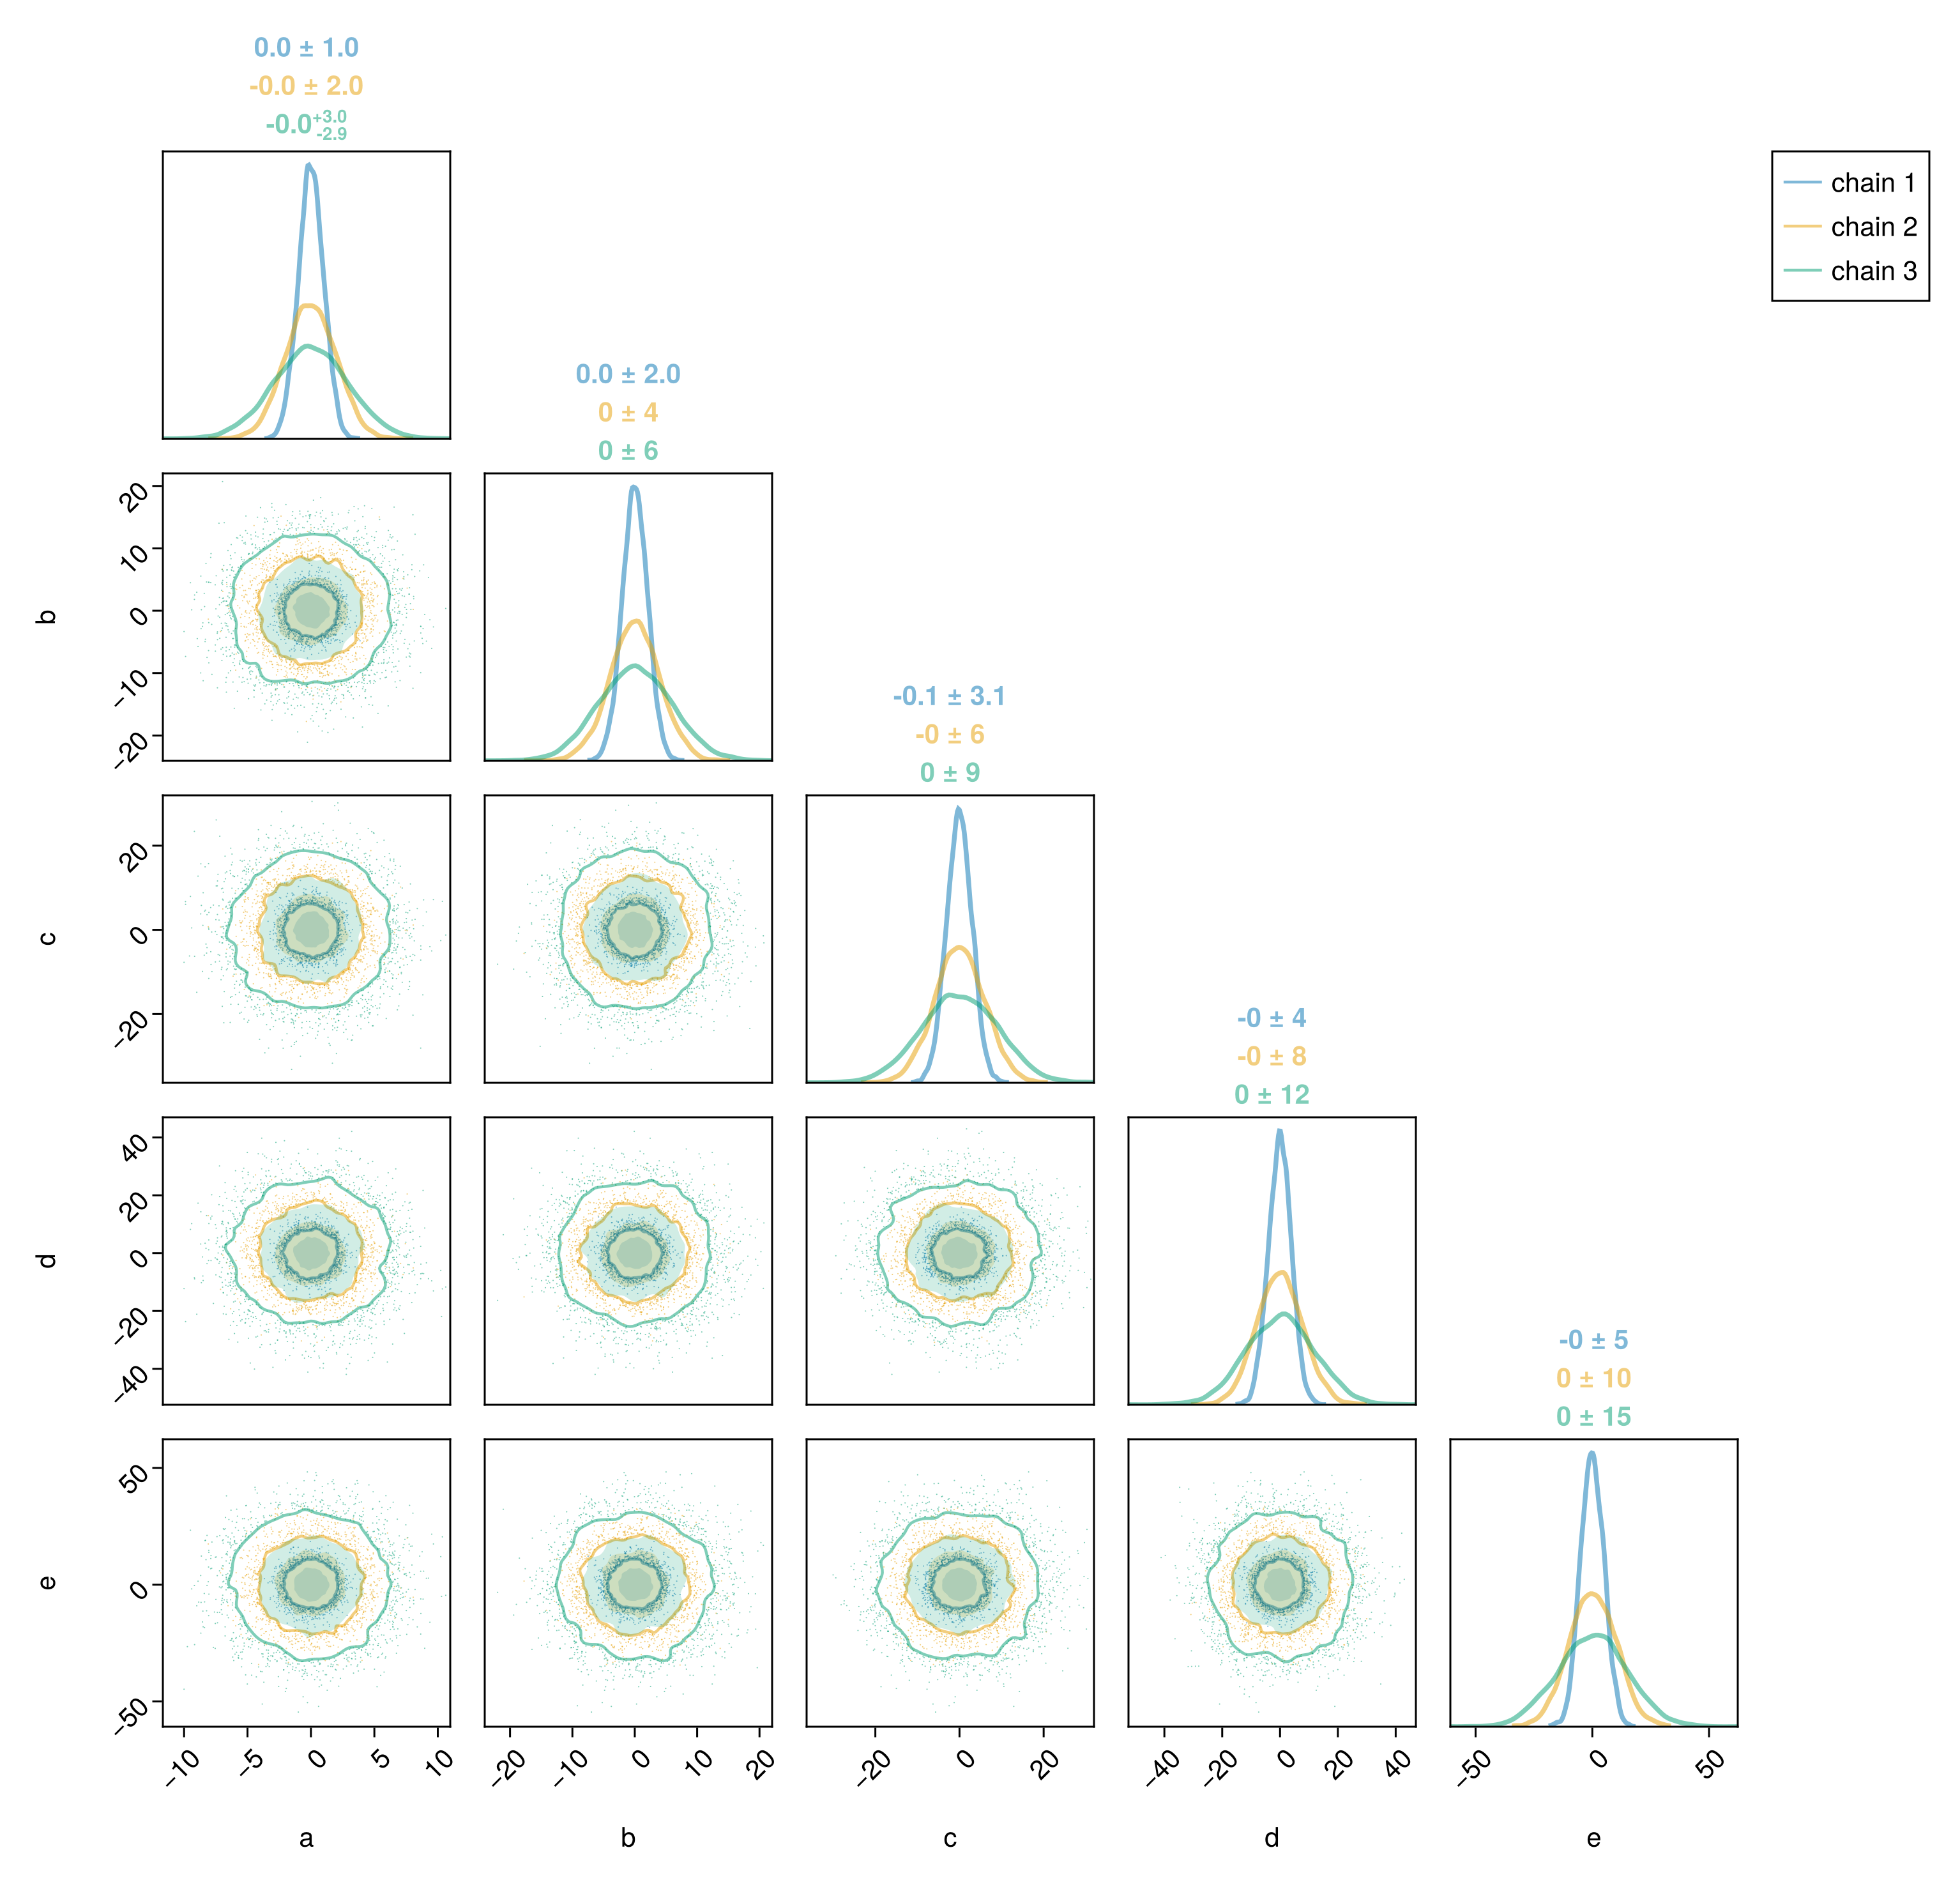 0.0 ± 1.0
-0.0 ± 2.0
-0.0+3.0-2.9
chain 1
chain 2
chain 3
0.0 ± 2.0
0 ± 4
0 ± 6
20
10
0
−10
−20
b
-0.1 ± 3.1
-0 ± 6
0 ± 9
20
0
−20
c
-0 ± 4
-0 ± 8
0 ± 12
40
20
0
−20
−40
d
-0 ± 5
0 ± 10
0 ± 15
50
0
−50
e
−10 −5 0 5 10
−20 −10 0 10 20
−20 0 20
−40 −20 0 20 40
−50 0 50
a
b
c
d
e